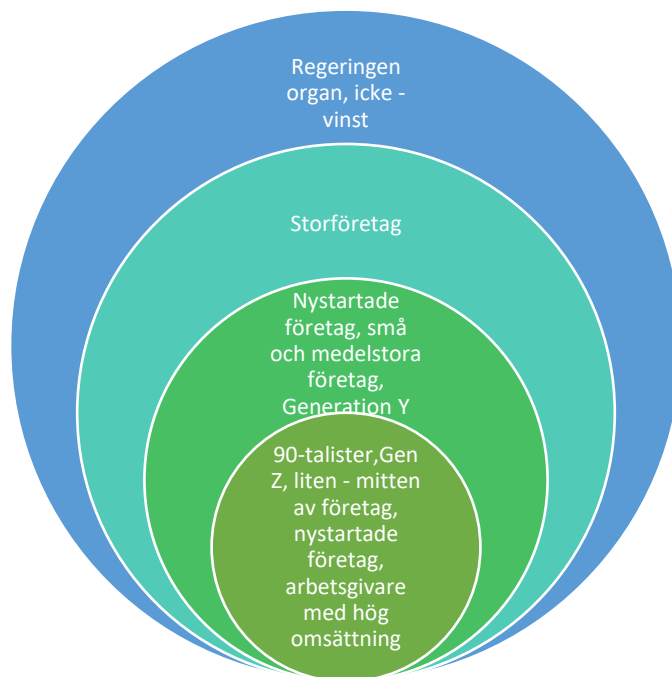 Regeringen
organ, icke -
vinst
Storföretag
Nystartade
företag, små
och medelstora
företag,
Generation Y
90-talister,Gen
Z, liten - mitten
av företag,
nystartade
företag,
arbetsgivare
med hög
omsättning